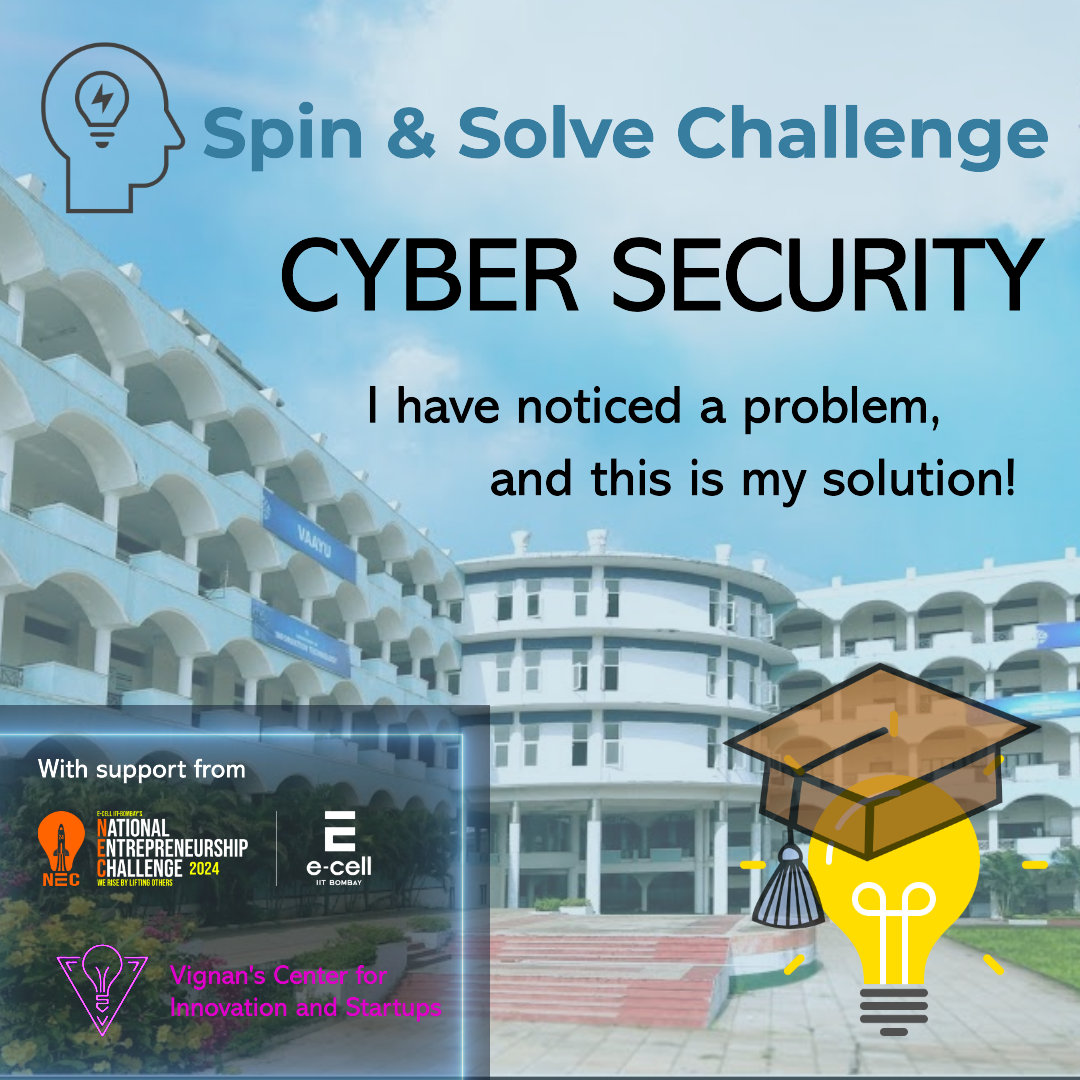 Spin & Solve Challenge
CYBER SECURITY
I have noticed a problem,
and this is my solution!
VAAYU
INFORMATION TECHNOLOGY
With support from
E-CELL IIT-BOMBAY'S
NATIONAL
ENTREPRENEURSHIP
CHALLENGE 2024
WE RISE BY LIFTING OTHERS
NEC
e-cell
IIT BOMBAY
Vignan's Center for
Innovation and Startups